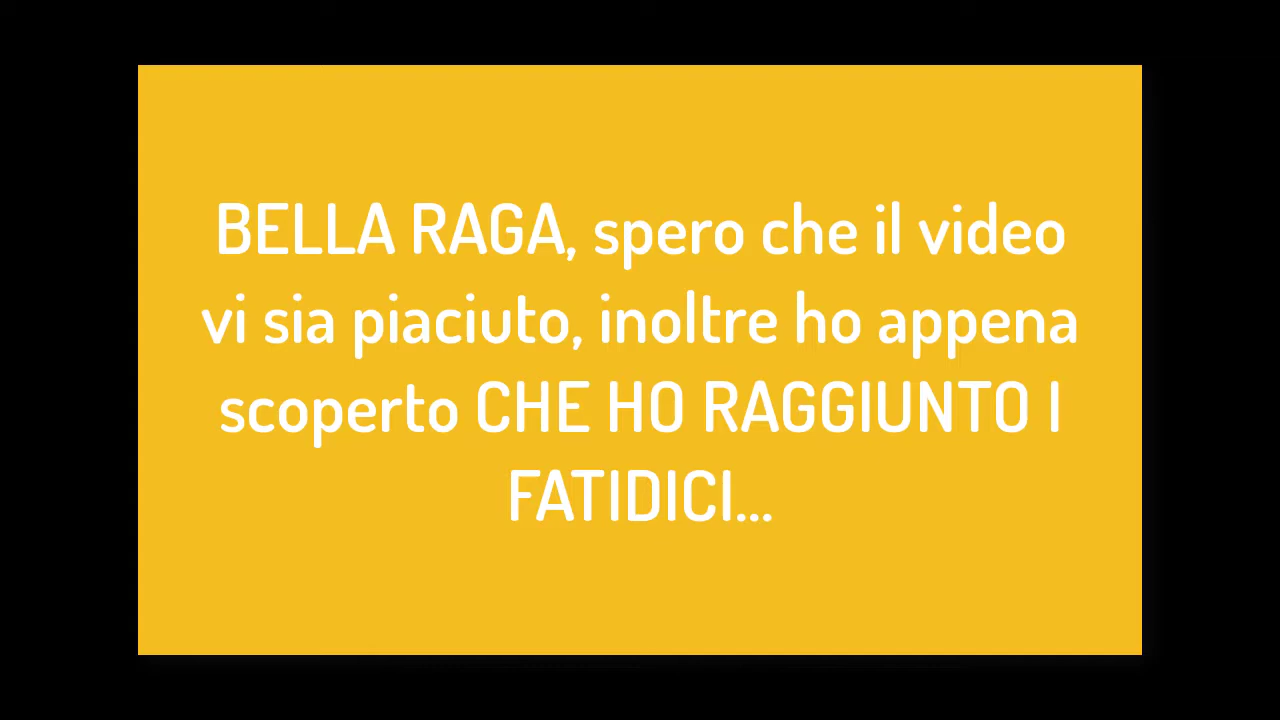 BELLA RAGA, spero che il video
vi sia piaciuto, inoltre ho appena
scoperto CHE HO RAGGIUNTO I
FATIDICI...